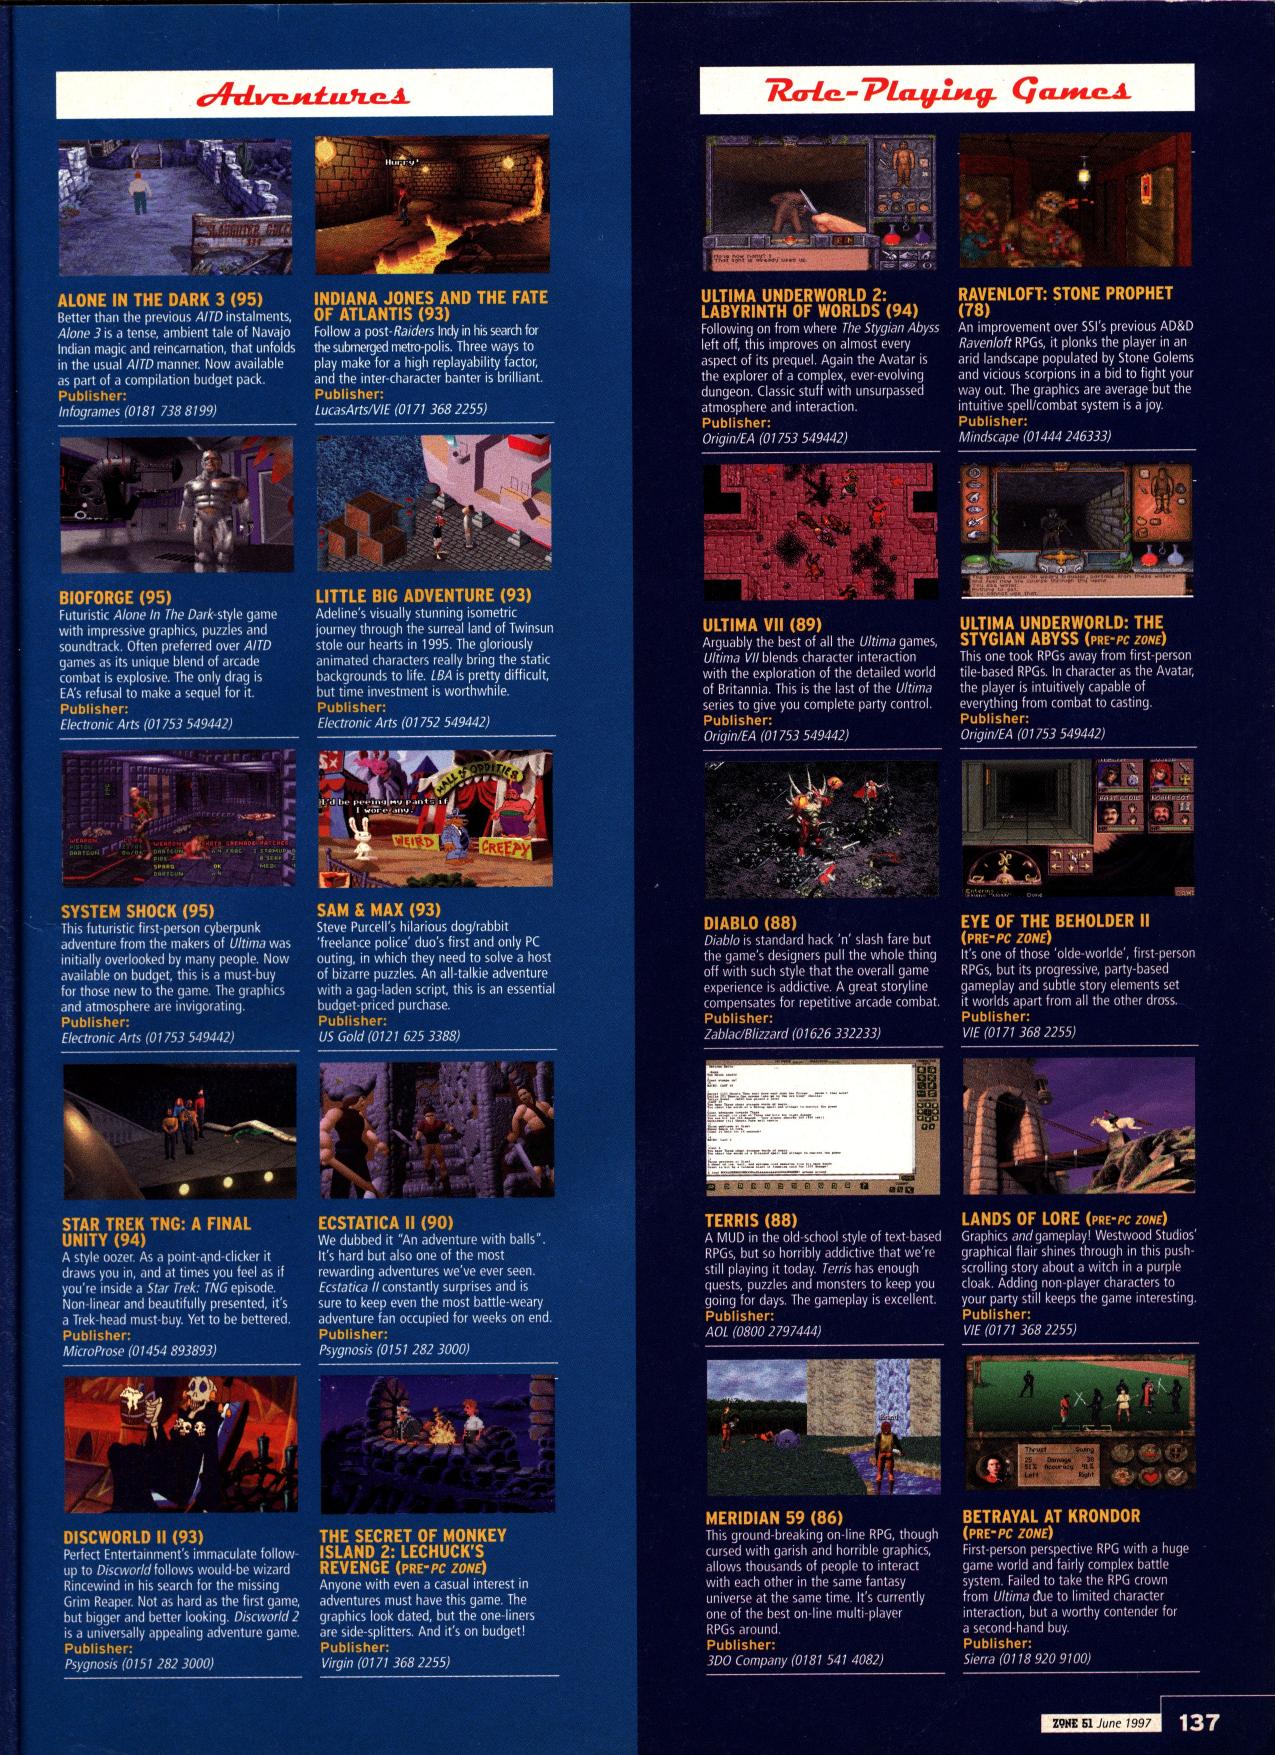 Adventures
ALONE IN THE DARK 3 (95)
Better than the previous AITD instalments,
Alone 3 is a tense, ambient tale of Navajo
Indian magic and reincarnation, that unfolds
in the usual AITD manner. Now available
as part of a compilation budget pack.
Publisher:
Infogrames (0181 738 8199)
Hurry!
INDIANA JONES AND THE FATE
OF ATLANTIS (93)
Follow a post-Raiders Indy in his search for
the submerged metro-polis. Three ways to
play make for a high replayability factor,
and the inter-character banter is brilliant.
Publisher:
LucasArts/VIE (0171 368 2255)
BIOFORGE (95)
Futuristic Alone In The Dark-style game
with impressive graphics, puzzles and
soundtrack. Often preferred over AITD
games as its unique blend of arcade
combat is explosive. The only drag is
EA's refusal to make a sequel for it.
Publisher:
Electronic Arts (01753 549442)
LITTLE BIG ADVENTURE (93)
Adeline's visually stunning isometric
journey through the surreal land of Twinsun
stole our hearts in 1995. The gloriously
animated characters really bring the static
backgrounds to life. LBA is pretty difficult,
but time investment is worthwhile.
Publisher:
Electronic Arts (01752 549442)
SYSTEM SHOCK (95)
This futuristic first-person cyberpunk
adventure from the makers of Ultima was
initially overlooked by many people. Now
available on budget, this is a must-buy
for those new to the game. The graphics
and atmosphere are invigorating.
Publisher:
Electronic Arts (01753 549442)
HALL OF ODDITIES
I'd be peeing my pants if
I wore any.
WEIRD
CREEPY
SAM & MAX (93)
Steve Purcell's hilarious dog/rabbit
'freelance police' duo's first and only PC
outing, in which they need to solve a host
of bizarre puzzles. An all-talkie adventure
with a gag-laden script, this is an essential
budget-priced purchase.
Publisher:
US Gold (0121 625 3388)
STAR TREK TNG: A FINAL
UNITY (94)
A style oozer. As a point-and-clicker it
draws you in, and at times you feel as if
you're inside a Star Trek: TNG episode.
Non-linear and beautifully presented, it's
a Trek-head must-buy. Yet to be bettered.
Publisher:
MicroProse (01454 893893)
ECSTATICA II (90)
We dubbed it "An adventure with balls".
It's hard but also one of the most
rewarding adventures we've ever seen.
Ecstatica II constantly surprises and is
sure to keep even the most battle-weary
adventure fan occupied for weeks on end.
Publisher:
Psygnosis (0151 282 3000)
DISCWORLD II (93)
Perfect Entertainment's immaculate follow-
up to Discworld follows would-be wizard
Rincewind in his search for the missing
Grim Reaper. Not as hard as the first game,
but bigger and better looking. Discworld 2
is a universally appealing adventure game.
Publisher:
Psygnosis (0151 282 3000)
THE SECRET OF MONKEY
ISLAND 2: LECHUCK'S
REVENGE (PRE-PC ZONE)
Anyone with even a casual interest in
adventures must have this game. The
graphics look dated, but the one-liners
are side-splitters. And it's on budget!
Publisher:
Virgin (0171 368 2255)
Role-Playing Games
ULTIMA UNDERWORLD 2:
LABYRINTH OF WORLDS (94)
Following on from where The Stygian Abyss
left off, this improves on almost every
aspect of its prequel. Again the Avatar is
the explorer of a complex, ever-evolving
dungeon. Classic stuff with unsurpassed
atmosphere and interaction.
Publisher:
Origin/EA (01753 549442)
RAVENLOFT: STONE PROPHET
(78)
An improvement over SSI's previous AD&D
Ravenloft RPGs, it plonks the player in an
arid landscape populated by Stone Golems
and vicious scorpions in a bid to fight your
way out. The graphics are average but the
intuitive spell/combat system is a joy.
Publisher:
Mindscape (01444 246333)
ULTIMA VII (89)
Arguably the best of all the Ultima games,
Ultima VII blends character interaction
with the exploration of the detailed world
of Britannia. This is the last of the Ultima
series to give you complete party control.
Publisher:
Origin/EA (01753 549442)
ULTIMA UNDERWORLD: THE
STYGIAN ABYSS (PRE-PC ZONE)
This one took RPGs away from first-person
tile-based RPGs. In character as the Avatar,
the player is intuitively capable of
everything from combat to casting.
Publisher:
Origin/EA (01753 549442)
DIABLO (88)
Diablo is standard hack 'n' slash fare but
the game's designers pull the whole thing
off with such style that the overall game
experience is addictive. A great storyline
compensates for repetitive arcade combat.
Publisher:
Zablac/Blizzard (01626 332233)
EYE OF THE BEHOLDER II
(PRE-PC ZONE)
It's one of those 'olde-worlde', first-person
RPGs, but its progressive, party-based
gameplay and subtle story elements set
it worlds apart from all the other dross.
Publisher:
VIE (0171 368 2255)
TERRIS (88)
A MUD in the old-school style of text-based
RPGs, but so horribly addictive that we're
still playing it today. Terris has enough
quests, puzzles and monsters to keep you
going for days. The gameplay is excellent.
Publisher:
AOL (0800 2797444)
LANDS OF LORE (PRE-PC ZONE)
Graphics and gameplay! Westwood Studios'
graphical flair shines through in this push-
scrolling story about a witch in a purple
cloak. Adding non-player characters to
your party still keeps the game interesting.
Publisher:
VIE (0171 368 2255)
MERIDIAN 59 (86)
This ground-breaking on-line RPG, though
cursed with garish and horrible graphics,
allows thousands of people to interact
with each other in the same fantasy
universe at the same time. It's currently
one of the best on-line multi-player
RPGs around.
Publisher:
3DO Company (0181 541 4082)
Thrust Swing
25 Damage 38
51% Accuracy 41%
Left Right
BETRAYAL AT KRONDOR
(PRE-PC ZONE)
First-person perspective RPG with a huge
game world and fairly complex battle
system. Failed to take the RPG crown
from Ultima due to limited character
interaction, but a worthy contender for
a second-hand buy.
Publisher:
Sierra (0118 920 9100)
ZONE 51 June 1997
137